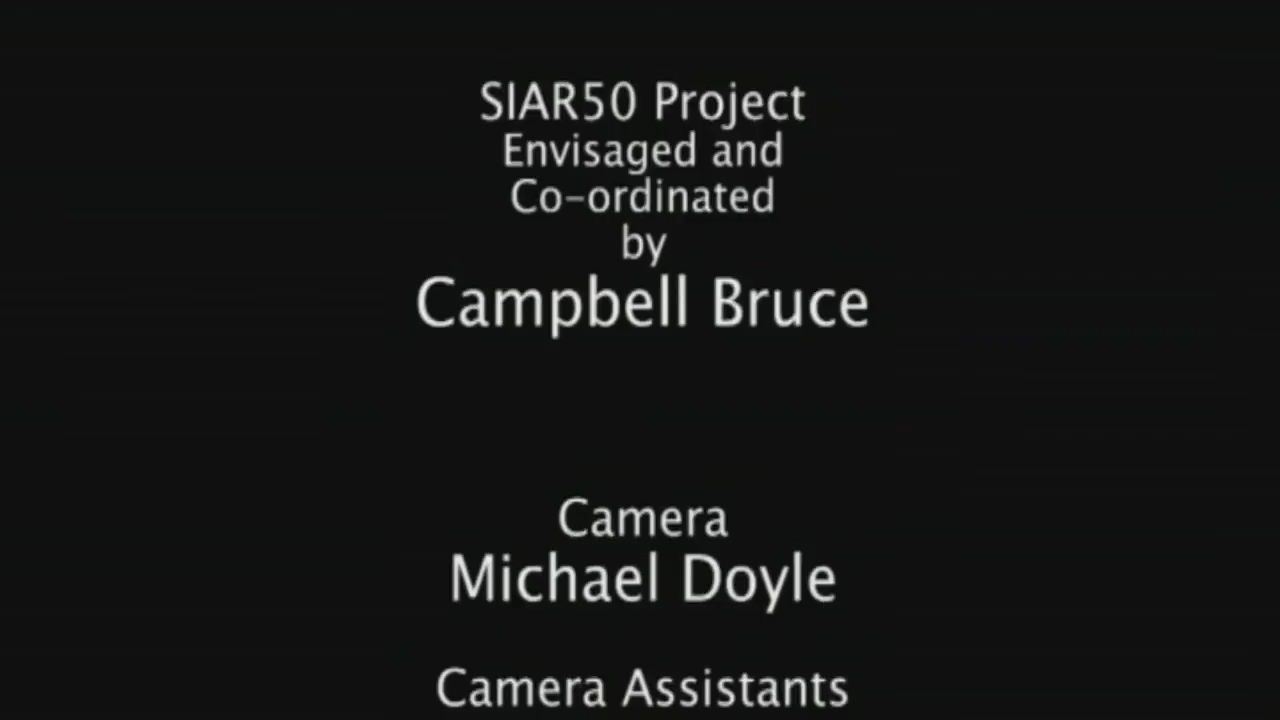 SIAR50 Project
Envisaged and
Co-ordinated
by
Campbell Bruce
Camera
Michael Doyle
Camera Assistants